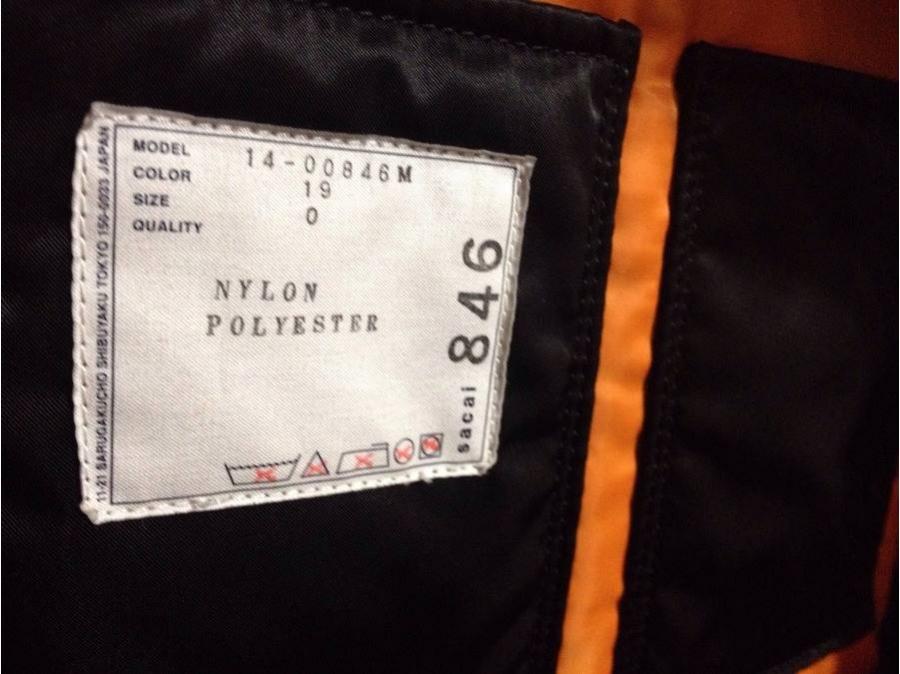 MODEL 14-00846M
COLOR 19
SIZE 0
QUALITY
NYLON
POLYESTER
sacai 846
11-21 SARUGAKUCHO SHIBUYAKU TOKYO 150-0033 JAPAN